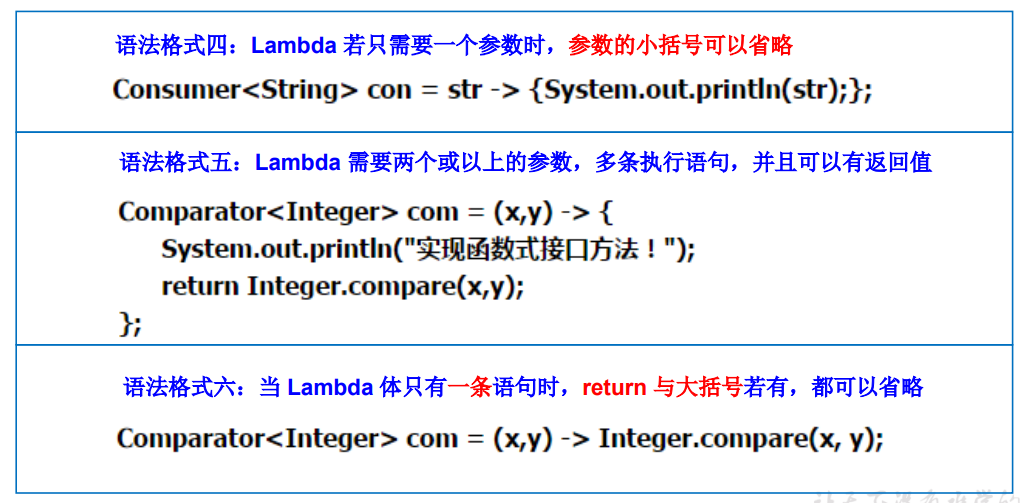 语法格式四：Lambda 若只需要一个参数时，参数的小括号可以省略
Consumer<String> con = str -> {System.out.println(str);};
语法格式五：Lambda 需要两个或以上的参数，多条执行语句，并且可以有返回值
Comparator<Integer> com = (x,y) -> {
System.out.println("实现函数式接口方法！");
return Integer.compare(x,y);
};
语法格式六：当 Lambda 体只有一条语句时，return 与大括号若有，都可以省略
Comparator<Integer> com = (x,y) -> Integer.compare(x, y);